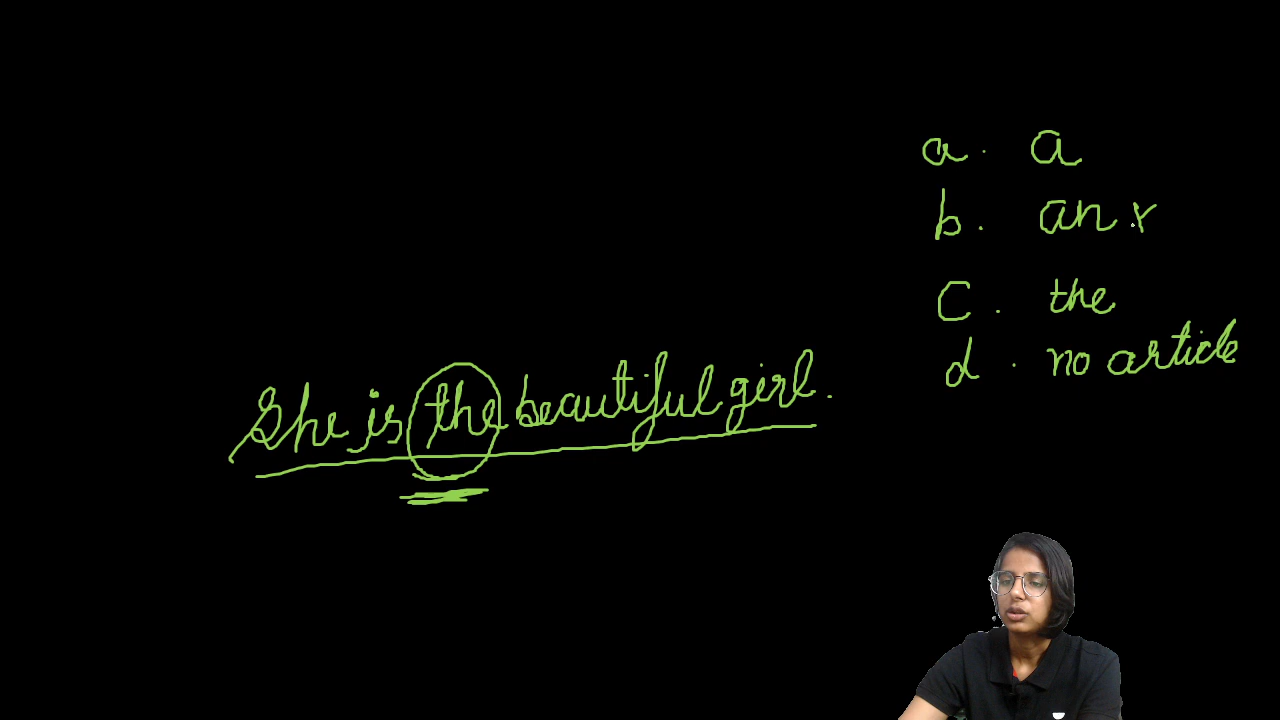 a. a
b. an x
C. the
d. no article
She is the beautiful girl.